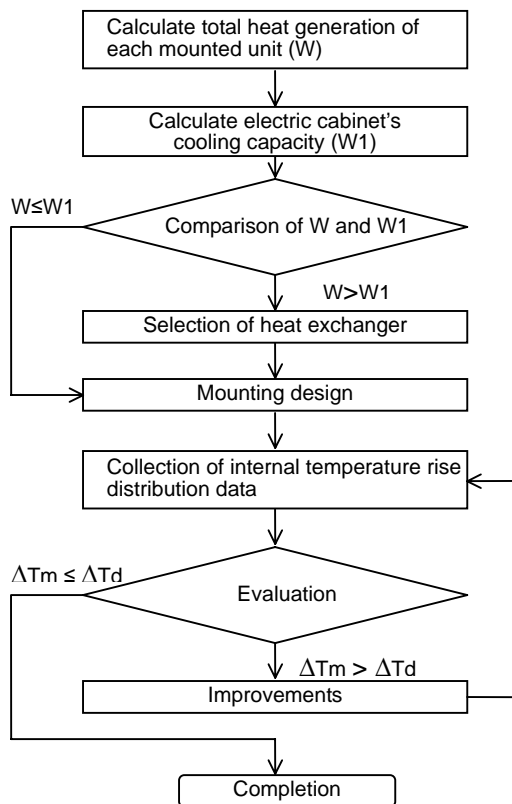 Calculate total heat generation of
each mounted unit (W)
Calculate electric cabinet's
cooling capacity (W1)
W≤W1
Comparison of W and W1
W>W1
Selection of heat exchanger
Mounting design
Collection of internal temperature rise
distribution data
ΔTm ≤ ΔTd
Evaluation
ΔTm > ΔTd
Improvements
Completion